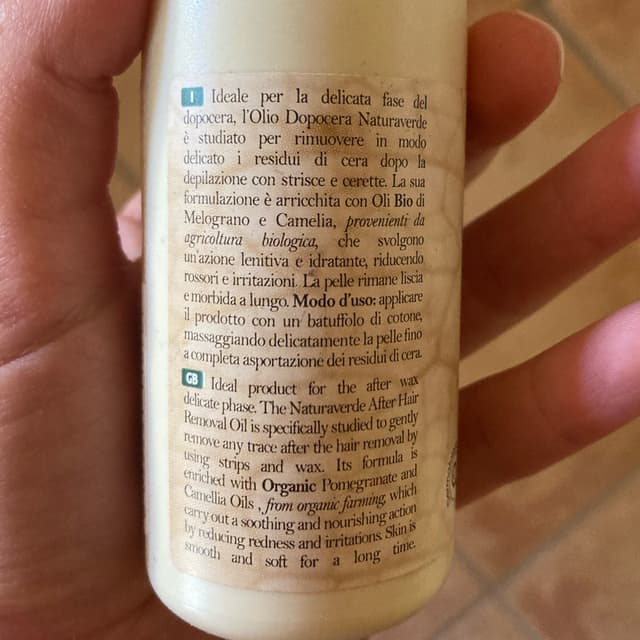 I Ideale per la delicata fase del
dopocera, l'Olio Dopocera Naturaverde
è studiato per rimuovere in modo
delicato i residui di cera dopo la
depilazione con strisce e cerette. La sua
formulazione è arricchita con Oli Bio di
Melograno e Camelia, provenienti da
agricoltura biologica, che svolgono
un'azione lenitiva e idratante, riducendo
rossori e irritazioni. La pelle rimane liscia
e morbida a lungo. Modo d'uso: applicare
il prodotto con un batuffolo di cotone,
massaggiando delicatamente la pelle fino
a completa asportazione dei residui di cera.
GB Ideal product for the after wax
delicate phase. The Naturaverde After Hair
Removal Oil is specifically studied to gently
remove any trace after the hair removal by
using strips and wax. Its formula is
enriched with Organic Pomegranate and
Camellia Oils , from organic farming, which
carry out a soothing and nourishing action
by reducing redness and irritations. Skin is
smooth and soft for a long time.